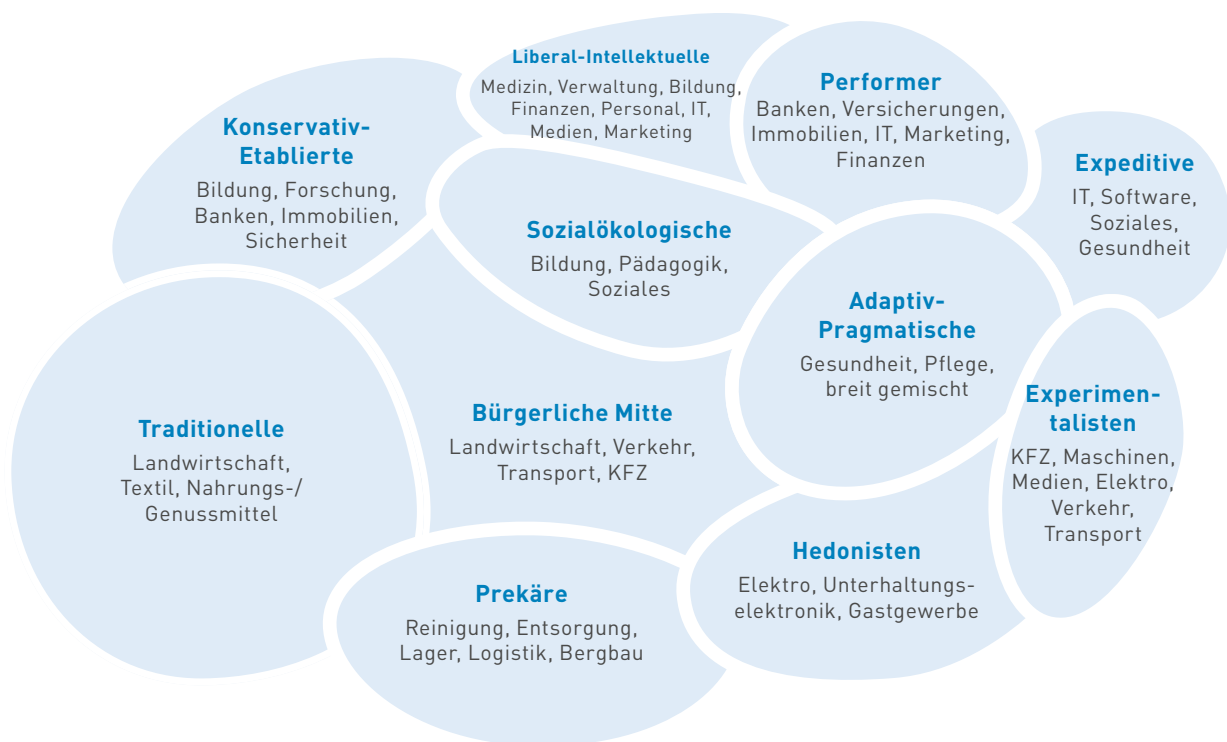 Liberal-Intellektuelle
Medizin, Verwaltung, Bildung,
Finanzen, Personal, IT,
Medien, Marketing
Performer
Banken, Versicherungen,
Immobilien, IT, Marketing,
Finanzen
Konservativ-
Etablierte
Bildung, Forschung,
Banken, Immobilien,
Sicherheit
Expeditive
IT, Software,
Soziales,
Gesundheit
Sozialökologische
Bildung, Pädagogik,
Soziales
Adaptiv-
Pragmatische
Gesundheit, Pflege,
breit gemischt
Experimen-
talisten
KFZ, Maschinen,
Medien, Elektro,
Verkehr,
Transport
Bürgerliche Mitte
Landwirtschaft, Verkehr,
Transport, KFZ
Traditionelle
Landwirtschaft,
Textil, Nahrungs-/
Genussmittel
Hedonisten
Elektro, Unterhaltungs-
elektronik, Gastgewerbe
Prekäre
Reinigung, Entsorgung,
Lager, Logistik, Bergbau